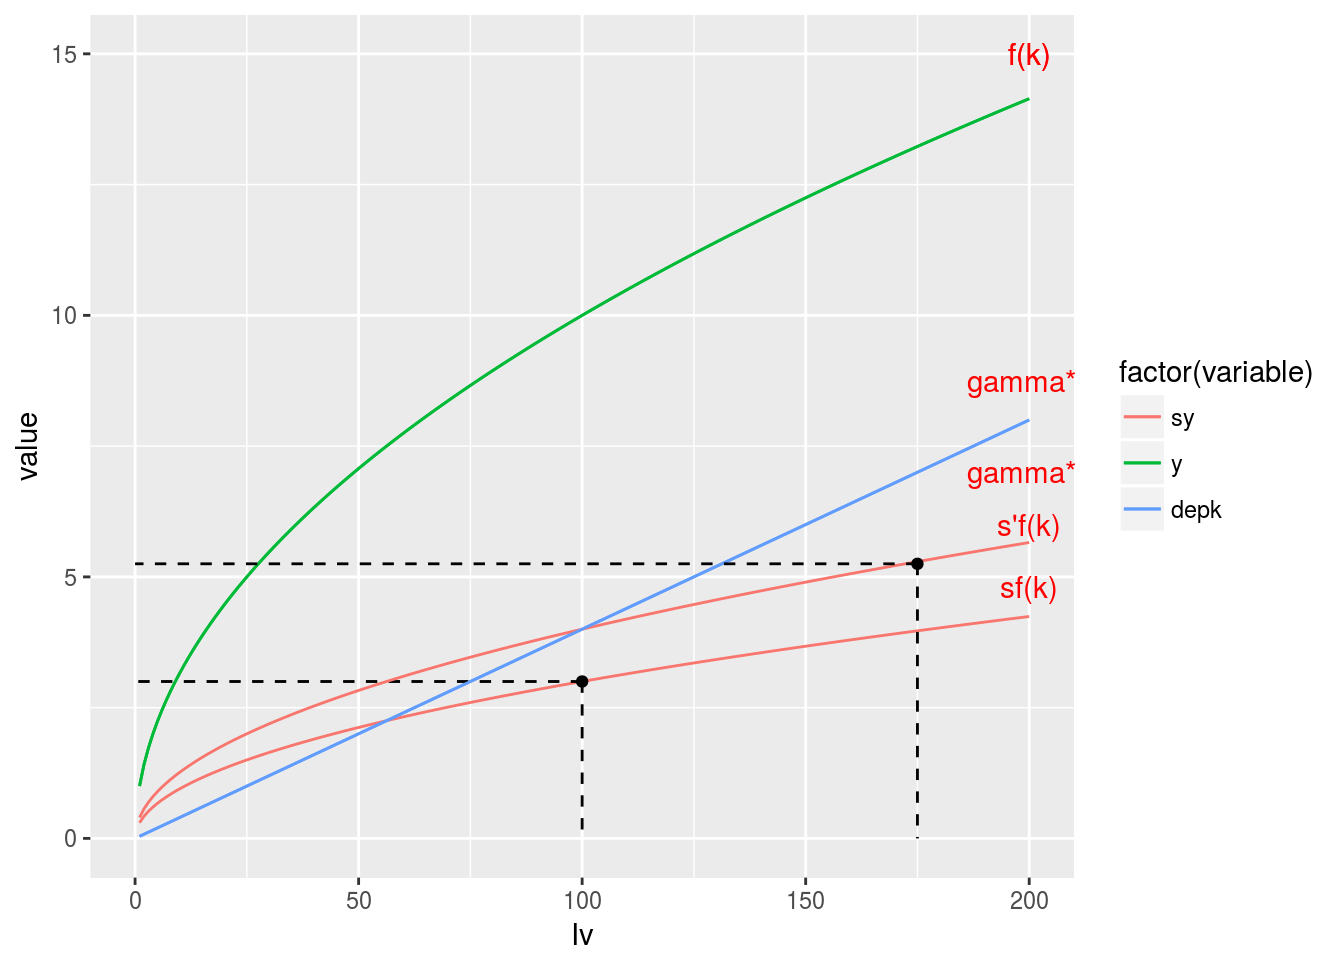 15
10
5
0
value
f(k)
gamma*
gamma*
s'f(k)
sf(k)
0 50 100 150 200
lv
factor(variable)
sy
y
depk